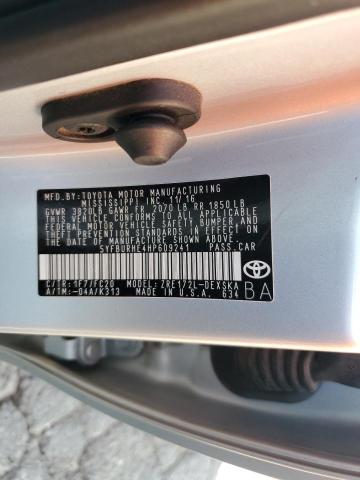 MFD.BY:TOYOTA MOTOR MANUFACTURING
MISSISSIPPI, INC. 11/16
GVWR 3820LB GAWR FR 2070 LB RR 1850 LB
THIS VEHICLE CONFORMS TO ALL APPLICABLE
FEDERAL MOTOR VEHICLE SAFETY, BUMPER, AND
THEFT PREVENTION STANDARDS IN EFFECT ON
THE DATE OF MANUFACTURE SHOWN ABOVE.
5YFBURHE4HP609241 PASS.CAR
C/TR:1F7/FC20 ZRE172L-DEXSKA
A/TM:-04A/K313 MADE IN U.S.A. 634
BA